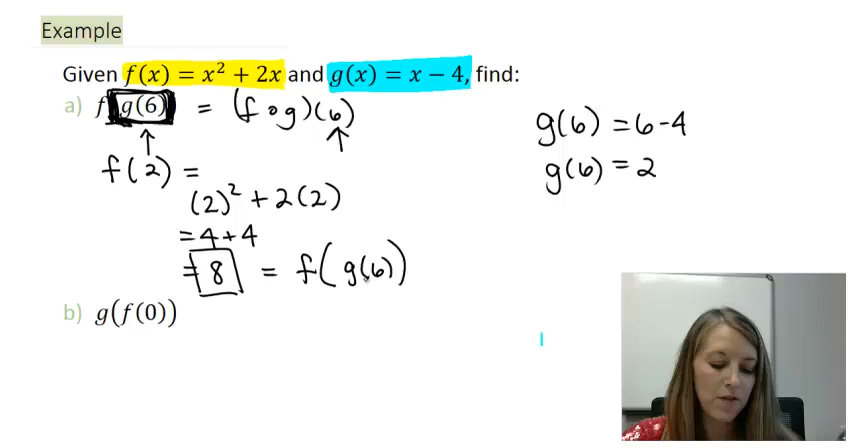 Example
Given f(x) = x² + 2x and g(x) = x − 4, find:
a) f(g(6)) = (f∘g)(6)
g(6) = 6-4
f(2) =
g(6) = 2
(2)² + 2(2)
= 4+4
= 8 = f(g(6))
b) g(f(0))